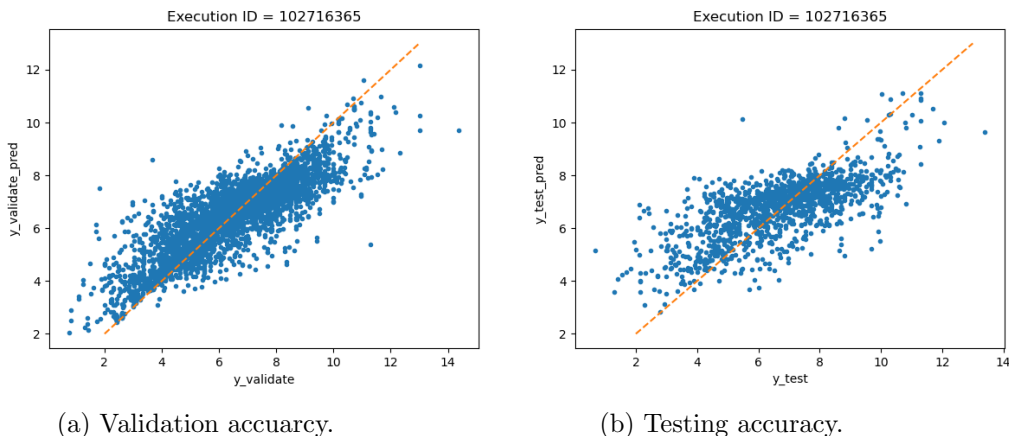 Execution ID = 102716365
12
10
8
6
4
2
y_validate_pred
2 4 6 8 10 12 14
y_validate
(a) Validation accuarcy.
Execution ID = 102716365
12
10
8
6
4
2
y_test_pred
2 4 6 8 10 12 14
y_test
(b) Testing accuracy.